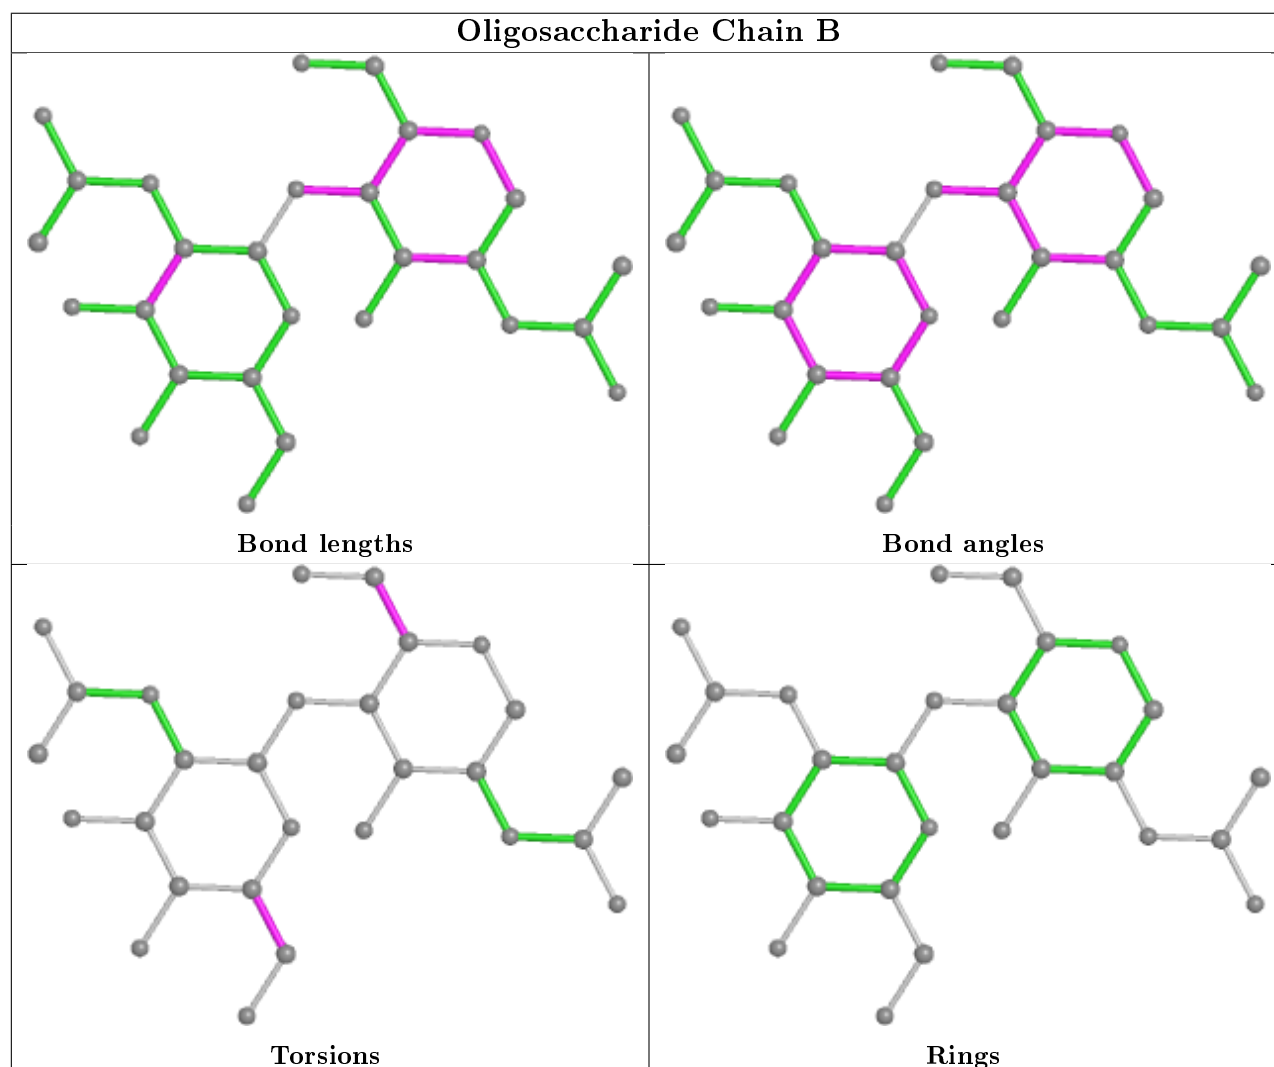 Oligosaccharide Chain B
Bond lengths
Bond angles
Torsions
Rings